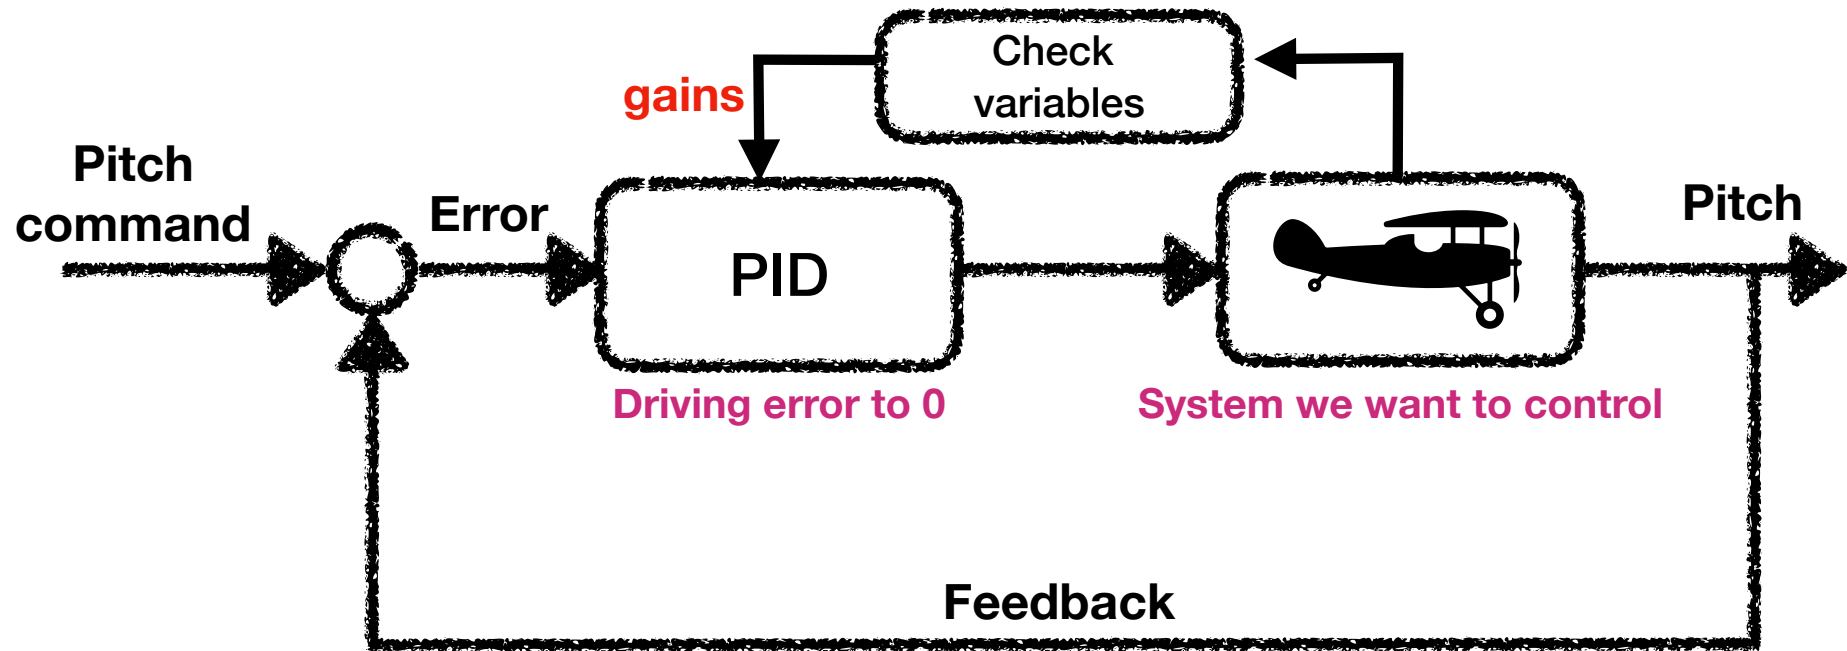 Check
variables
gains
Pitch
command
Error
PID
Pitch
Driving error to 0
System we want to control
Feedback